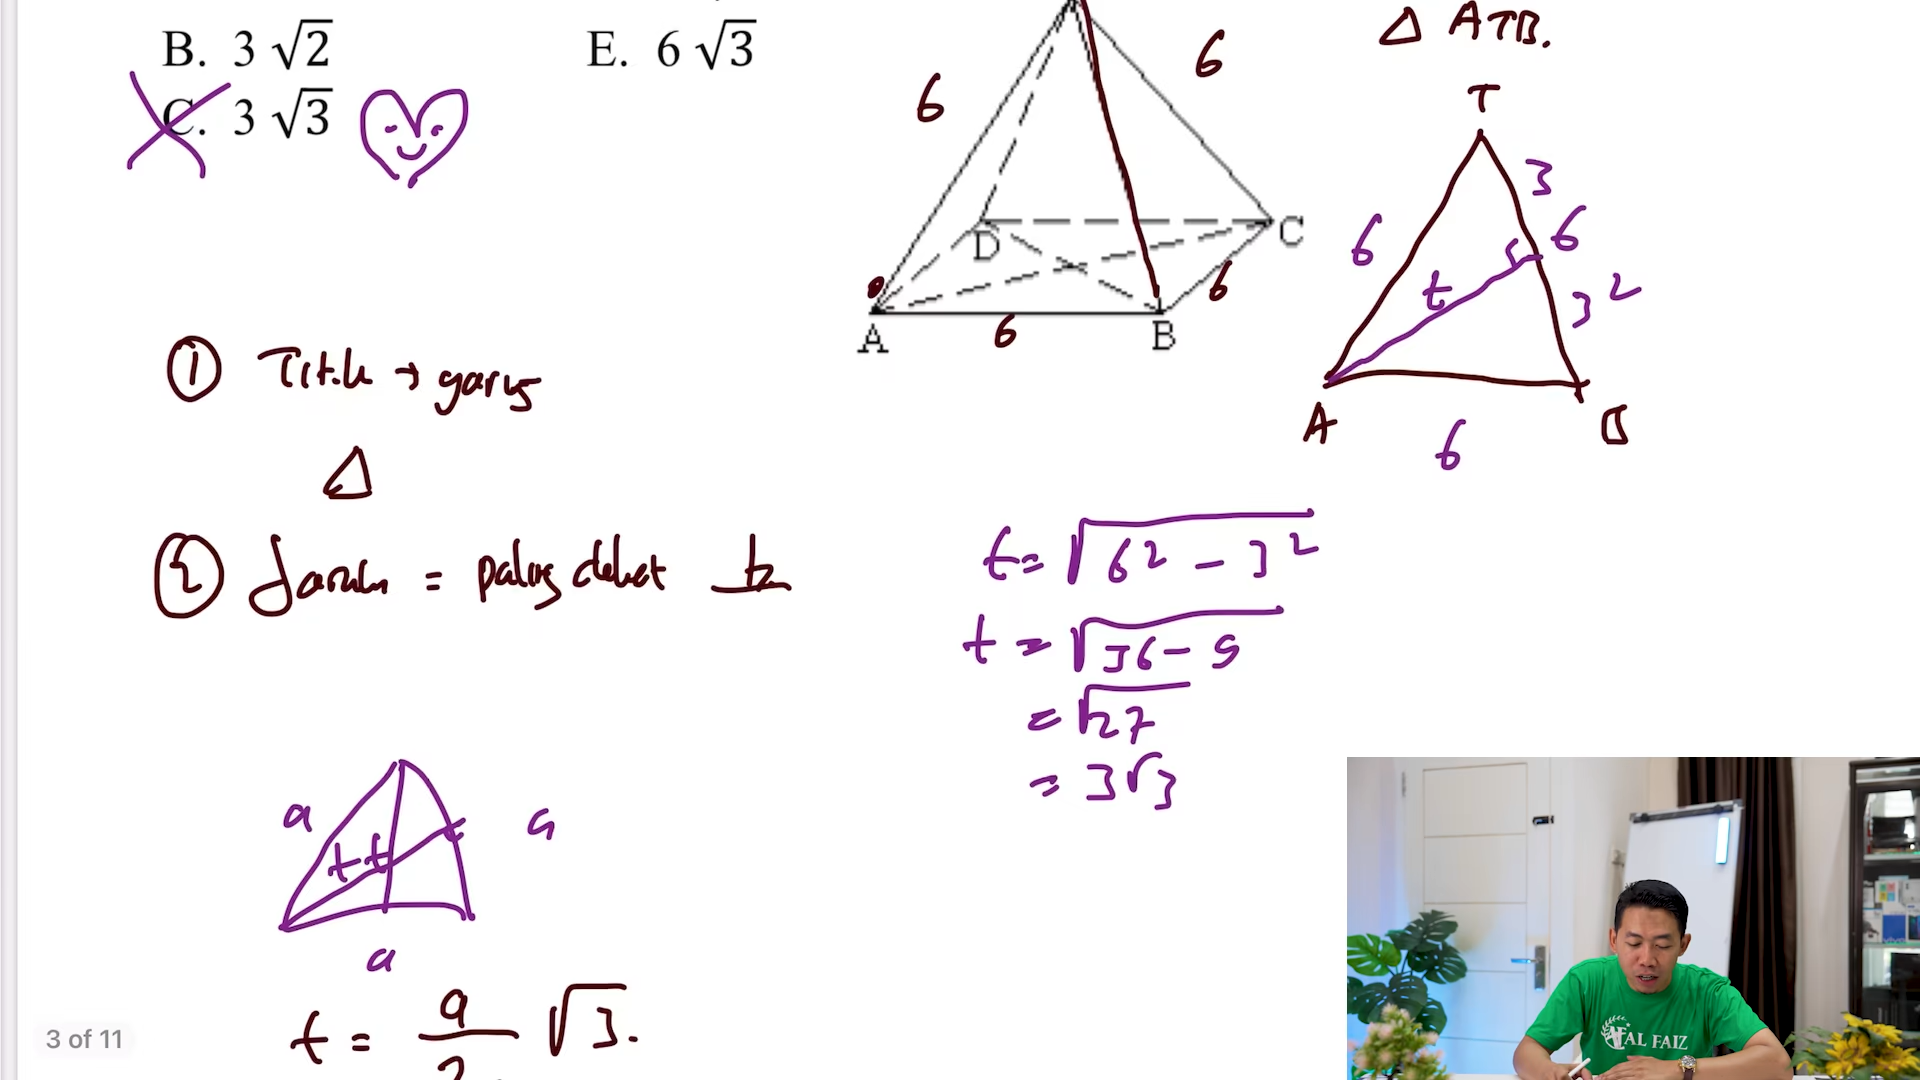 B. 3 √2
E. 6 √3
C. 3 √3
6
6
D
C
6
A
6
B
△ ATB.
T
3
6
6
t
3 2
A
B
6
① Titik → garis
△
② Jarak = paling dekat
t = √6² - 3²
t = √36 - 9
= √27
= 3√3
a
a
t
t
a
t = a/2 √3.
3 of 11
AL FAIZ